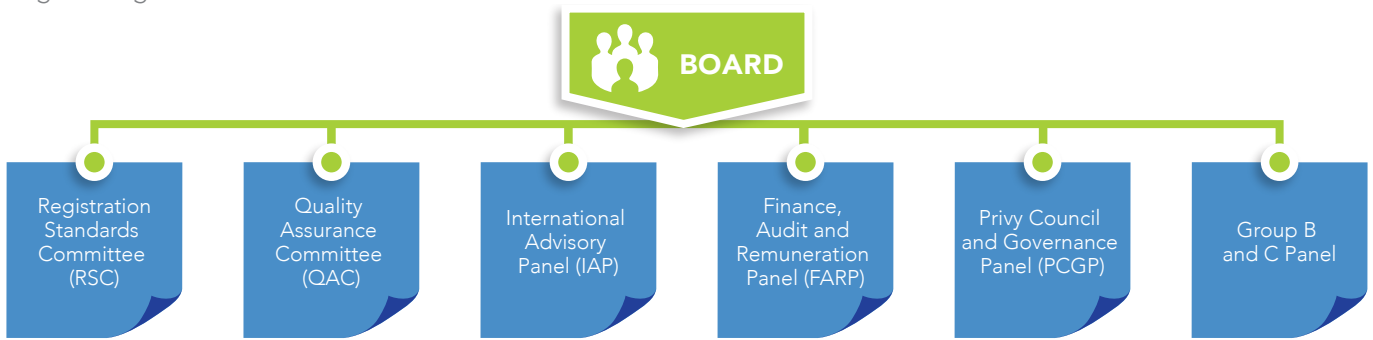 BOARD
Registration
Standards
Committee
(RSC)
Quality
Assurance
Committee
(QAC)
International
Advisory
Panel (IAP)
Finance,
Audit and
Remuneration
Panel (FARP)
Privy Council
and Governance
Panel (PCGP)
Group B
and C Panel